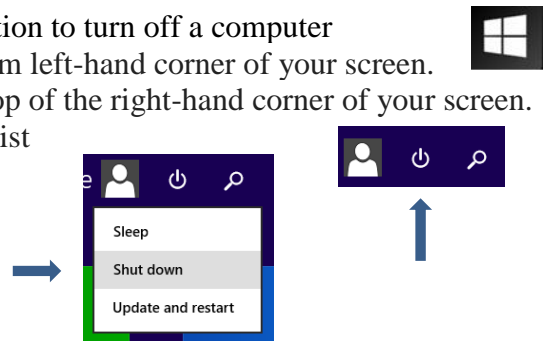 tion to turn off a computer
m left-hand corner of your screen.
op of the right-hand corner of your screen.
ist
e
Sleep
Shut down
Update and restart